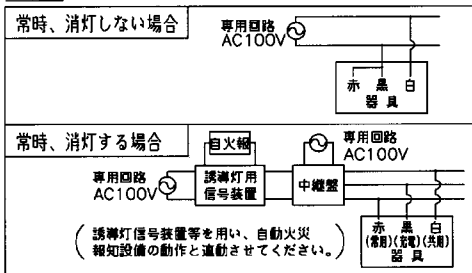 常時、消灯しない場合
専用回路
AC100V
赤 黒 白
器具
常時、消灯する場合
自火報
専用回路
AC100V
専用回路
AC100V
誘導灯用
信号装置
中継盤
(誘導灯信号装置等を用い、自動火災
報知設備の動作と連動させてください。)
赤 黒 白
(常用)(充電)(共用)
器具